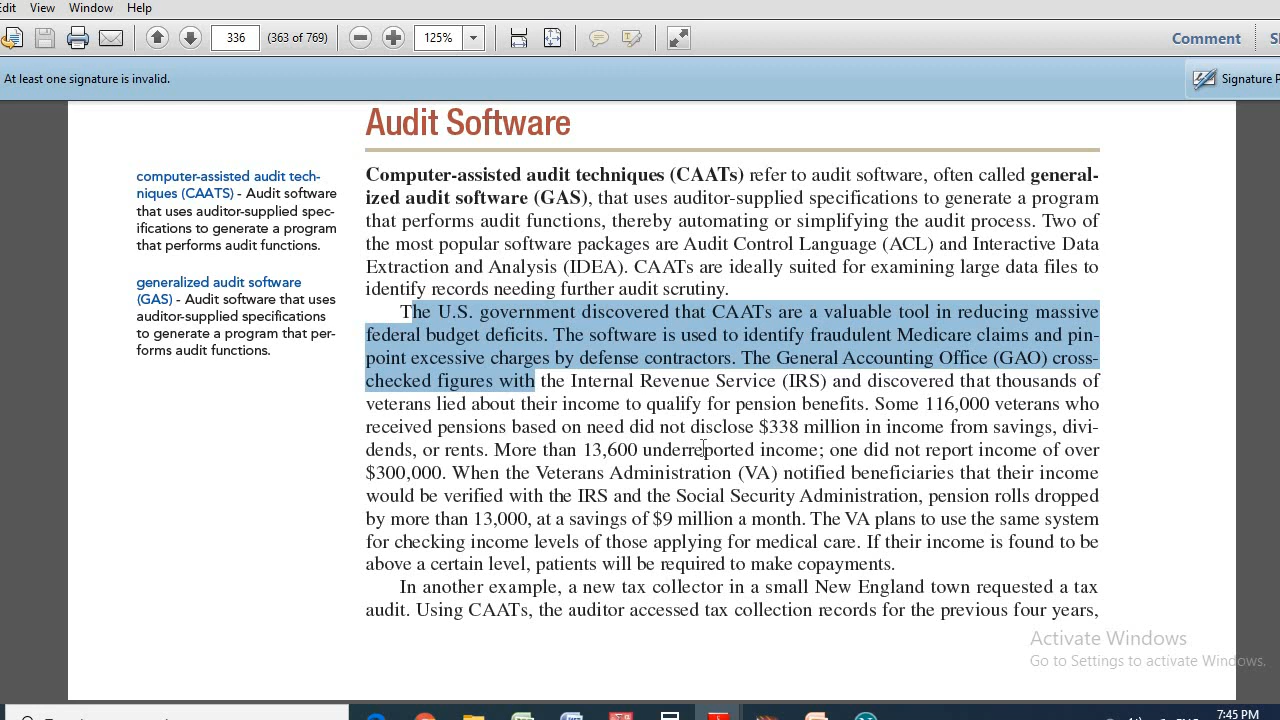 Edit View Window Help
336 (363 of 769) 125% Comment
At least one signature is invalid. Signature
Audit Software
computer-assisted audit tech-
niques (CAATS) - Audit software
that uses auditor-supplied spec-
ifications to generate a program
that performs audit functions.
generalized audit software
(GAS) - Audit software that uses
auditor-supplied specifications
to generate a program that per-
forms audit functions.
Computer-assisted audit techniques (CAATs) refer to audit software, often called general-
ized audit software (GAS), that uses auditor-supplied specifications to generate a program
that performs audit functions, thereby automating or simplifying the audit process. Two of
the most popular software packages are Audit Control Language (ACL) and Interactive Data
Extraction and Analysis (IDEA). CAATs are ideally suited for examining large data files to
identify records needing further audit scrutiny.
The U.S. government discovered that CAATs are a valuable tool in reducing massive
federal budget deficits. The software is used to identify fraudulent Medicare claims and pin-
point excessive charges by defense contractors. The General Accounting Office (GAO) cross-
checked figures with the Internal Revenue Service (IRS) and discovered that thousands of
veterans lied about their income to qualify for pension benefits. Some 116,000 veterans who
received pensions based on need did not disclose $338 million in income from savings, divi-
dends, or rents. More than 13,600 underreported income; one did not report income of over
$300,000. When the Veterans Administration (VA) notified beneficiaries that their income
would be verified with the IRS and the Social Security Administration, pension rolls dropped
by more than 13,000, at a savings of $9 million a month. The VA plans to use the same system
for checking income levels of those applying for medical care. If their income is found to be
above a certain level, patients will be required to make copayments.
In another example, a new tax collector in a small New England town requested a tax
audit. Using CAATs, the auditor accessed tax collection records for the previous four years,
Activate Windows
Go to Settings to activate Windows.
7:45 PM